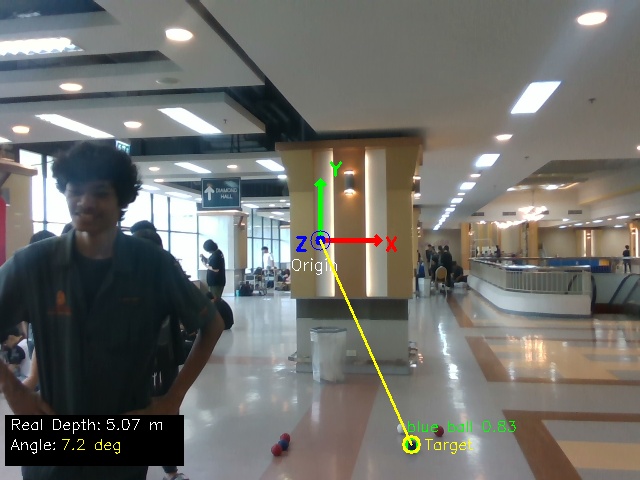 DIAMOND
HALL
Y
Z
X
Origin
blue ball 0.83
Target
Real Depth: 5.07 m
Angle: 7.2 deg